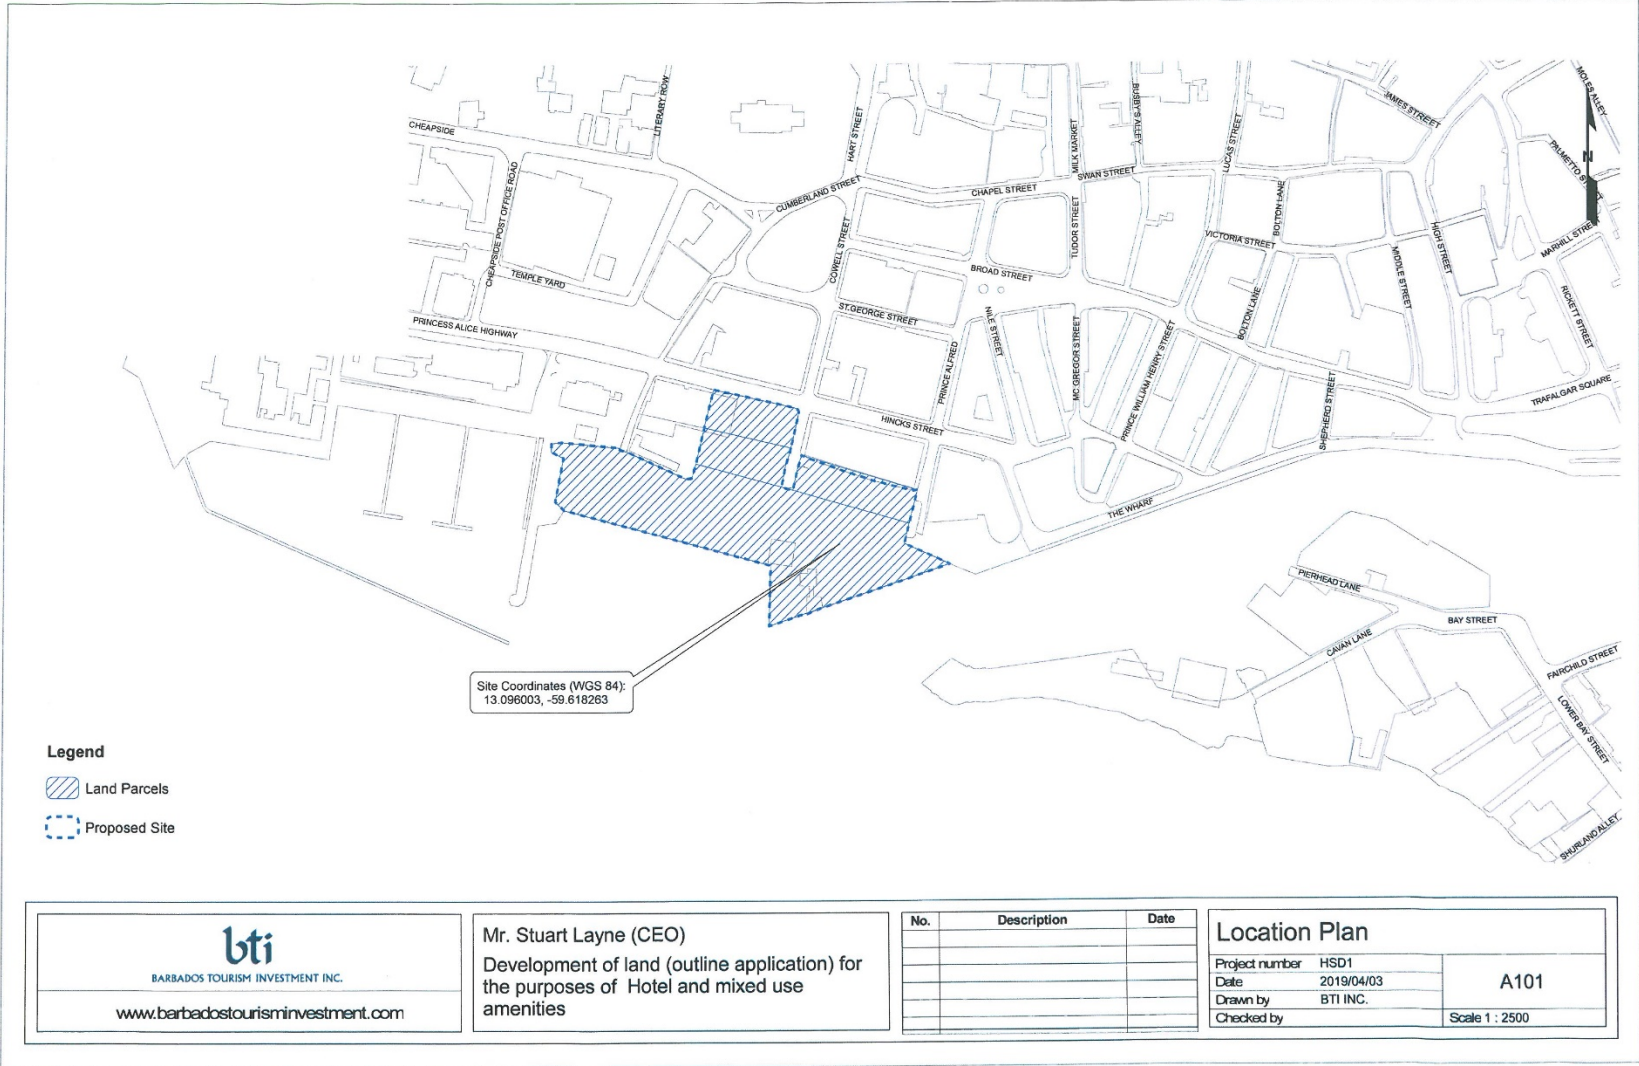 CHEAPSIDE
LITERARY ROW
HART STREET
MILK MARKET
BUSBY'S ALLEY
LUCAS STREET
JAMES STREET
MOLES ALLEY
N
CHEAPSIDE POST OFFICE ROAD
CUMBERLAND STREET
CHAPEL STREET
SWAN STREET
TUDOR STREET
BOLTON LANE
HIGH STREET
MARHILL STREET
COWELL STREET
VICTORIA STREET
TEMPLE YARD
BROAD STREET
MIDDLE STREET
RICKETT STREET
PRINCESS ALICE HIGHWAY
ST.GEORGE STREET
NILE STREET
PRINCE ALFRED
MC GREGOR STREET
PRINCE WILLIAM HENRY STREET
BOLTON LANE
SHEPHERD STREET
TRAFALGAR SQUARE
HINCKS STREET
THE WHARF
PIERHEAD LANE
BAY STREET
CAVAN LANE
FAIRCHILD STREET
LOWER BAY STREET
SHURLAND ALLEY
Site Coordinates (WGS 84):
13.096003, -59.618263
Legend
Land Parcels
Proposed Site
bti
BARBADOS TOURISM INVESTMENT INC.
www.barbadostourisminvestment.com
Mr. Stuart Layne (CEO)
Development of land (outline application) for
the purposes of Hotel and mixed use
amenities
No. Description Date
Location Plan
Project number HSD1
Date 2019/04/03
Drawn by BTI INC.
Checked by
A101
Scale 1 : 2500